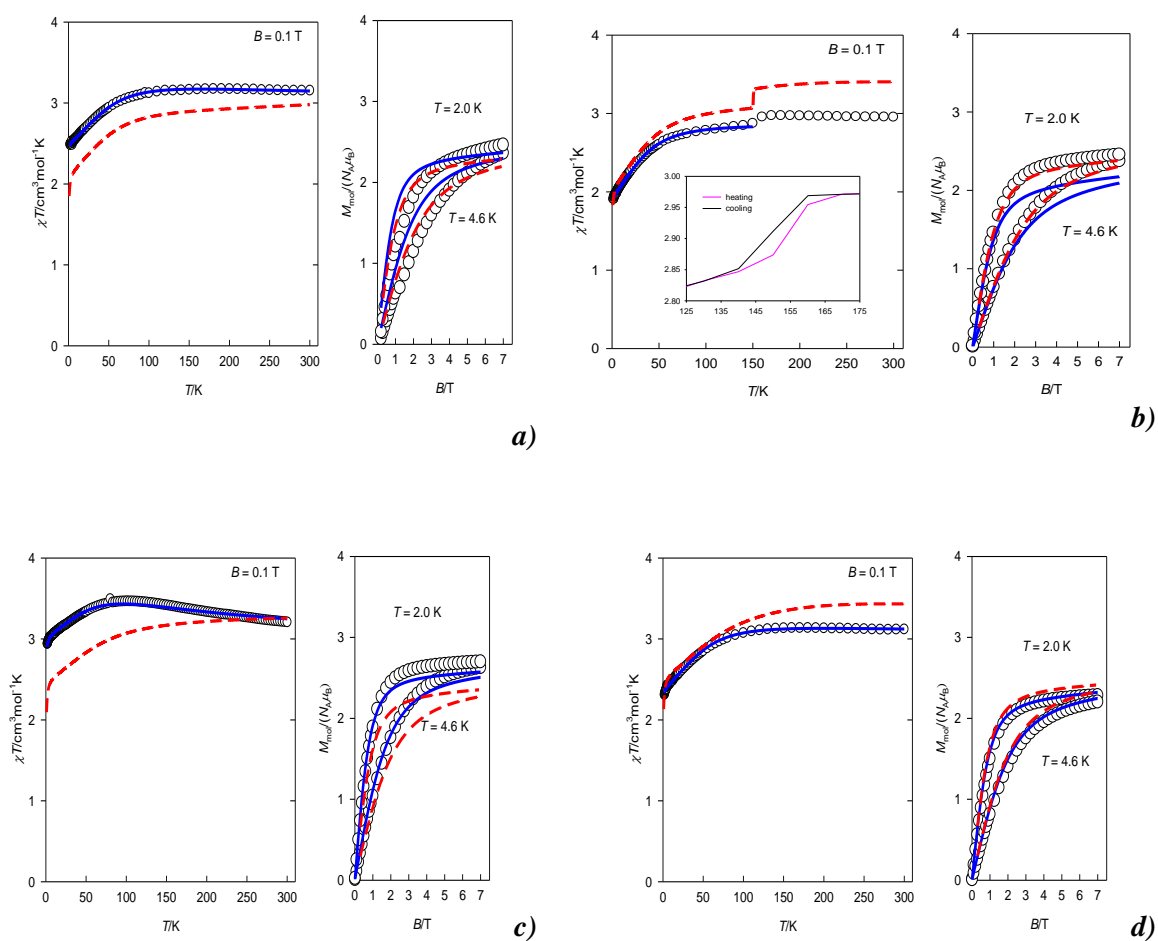 4
3
2
1
0
χT/cm³mol⁻¹K
B = 0.1 T
0 50 100 150 200 250 300
T/K
4
3
2
1
0
M_mol/(N_Aμ_B)
T = 2.0 K
T = 4.6 K
0 1 2 3 4 5 6 7
B/T
a)
4
3
2
1
0
χT/cm³mol⁻¹K
B = 0.1 T
3.00
2.95
2.90
2.85
2.80
heating
cooling
125 135 145 155 165 175
0 50 100 150 200 250 300
T/K
4
3
2
1
0
M_mol/(N_Aμ_B)
T = 2.0 K
T = 4.6 K
0 1 2 3 4 5 6 7
B/T
b)
4
3
2
1
0
χT/cm³mol⁻¹K
B = 0.1 T
0 50 100 150 200 250 300
T/K
4
3
2
1
0
M_mol/(N_Aμ_B)
T = 2.0 K
T = 4.6 K
0 1 2 3 4 5 6 7
B/T
c)
4
3
2
1
0
χT/cm³mol⁻¹K
B = 0.1 T
0 50 100 150 200 250 300
T/K
4
3
2
1
0
M_mol/(N_Aμ_B)
T = 2.0 K
T = 4.6 K
0 1 2 3 4 5 6 7
B/T
d)